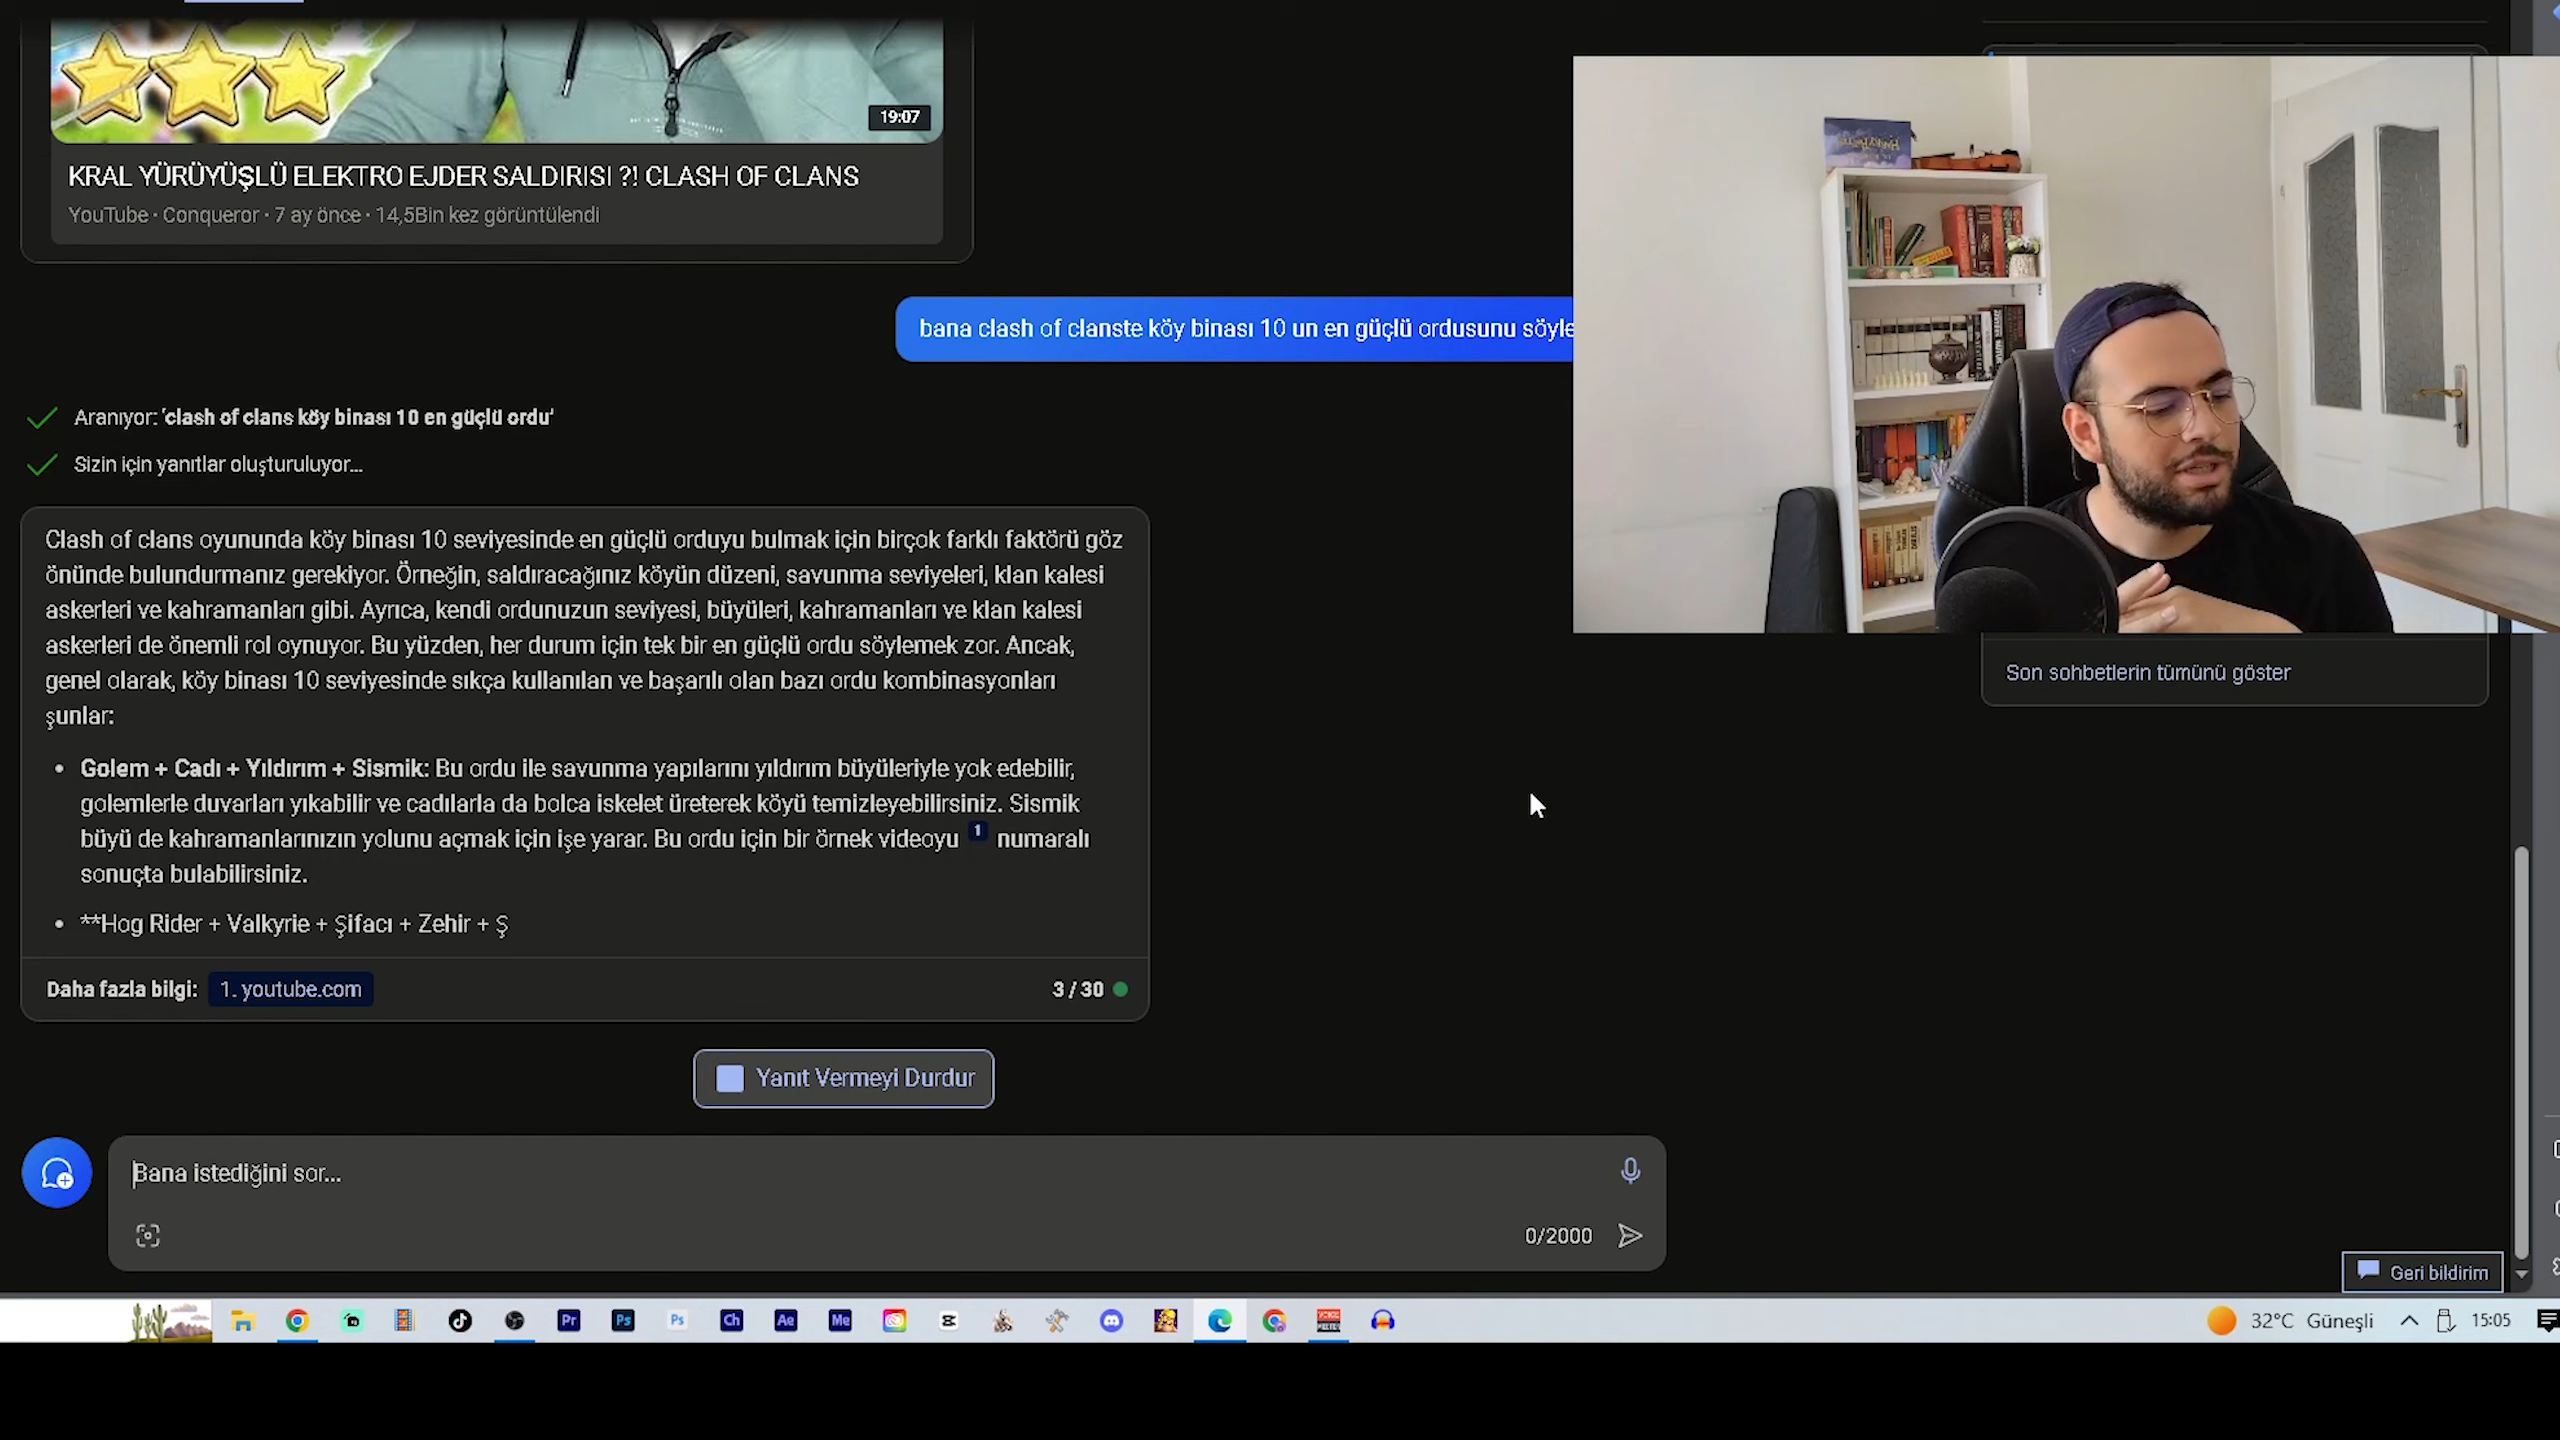 19:07
KRAL YÜRÜYÜŞLÜ ELEKTRO EJDER SALDIRISI ?! CLASH OF CLANS
YouTube · Conqueror · 7 ay önce · 14,5Bin kez görüntülendi
bana clash of clanste köy binası 10 un en güçlü ordusunu söyle
Aranıyor: 'clash of clans köy binası 10 en güçlü ordu'
Sizin için yanıtlar oluşturuluyor...
Clash of clans oyununda köy binası 10 seviyesinde en güçlü orduyu bulmak için birçok farklı faktörü göz
önünde bulundurmanız gerekiyor. Örneğin, saldıracağınız köyün düzeni, savunma seviyeleri, klan kalesi
askerleri ve kahramanları gibi. Ayrıca, kendi ordunuzun seviyesi, büyüleri, kahramanları ve klan kalesi
askerleri de önemli rol oynuyor. Bu yüzden, her durum için tek bir en güçlü ordu söylemek zor. Ancak,
genel olarak, köy binası 10 seviyesinde sıkça kullanılan ve başarılı olan bazı ordu kombinasyonları
şunlar:
• Golem + Cadı + Yıldırım + Sismik: Bu ordu ile savunma yapılarını yıldırım büyüleriyle yok edebilir,
golemlerle duvarları yıkabilir ve cadılarla da bolca iskelet üreterek köyü temizleyebilirsiniz. Sismik
büyü de kahramanlarınızın yolunu açmak için işe yarar. Bu ordu için bir örnek videoyu 1 numaralı
sonuçta bulabilirsiniz.
• **Hog Rider + Valkyrie + Şifacı + Zehir + Ş
Daha fazla bilgi: 1. youtube.com 3 / 30
Yanıt Vermeyi Durdur
Bana istediğini sor...
0/2000
Son sohbetlerin tümünü göster
Geri bildirim
Pr Ps Ps Ch Ae Me
32°C Güneşli 15:05